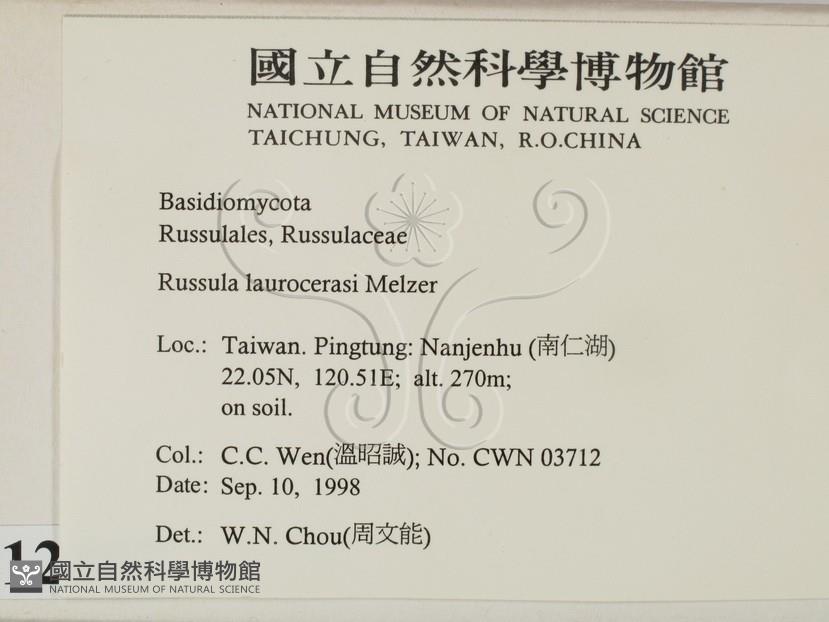 國立自然科學博物館
NATIONAL MUSEUM OF NATURAL SCIENCE
TAICHUNG, TAIWAN, R.O.CHINA
Basidiomycota
Russulales, Russulaceae
Russula laurocerasi Melzer
Loc.: Taiwan. Pingtung: Nanjenhu (南仁湖)
22.05N, 120.51E; alt. 270m;
on soil.
Col.: C.C. Wen(溫昭誠); No. CWN 03712
Date: Sep. 10, 1998
Det.: W.N. Chou(周文能)
12
國立自然科學博物館
NATIONAL MUSEUM OF NATURAL SCIENCE